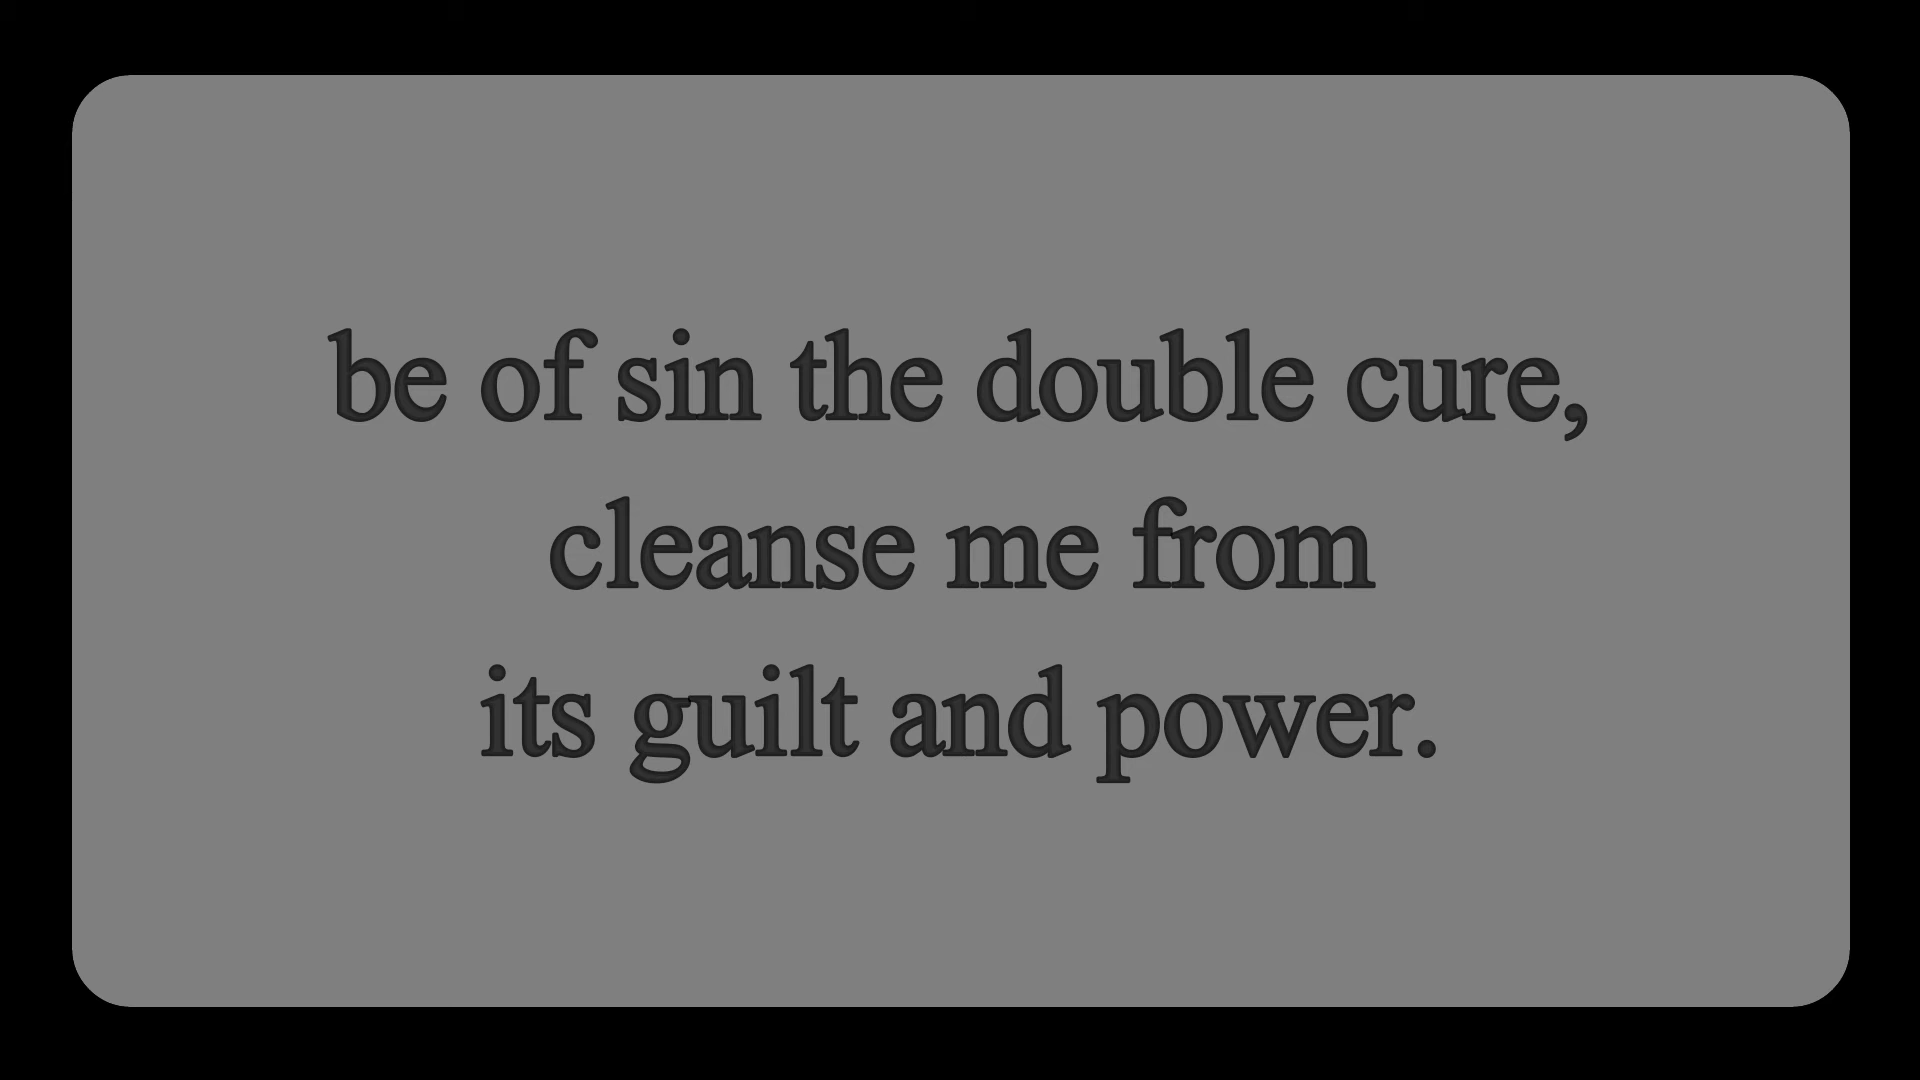 be of sin the double cure,
cleanse me from
its guilt and power.